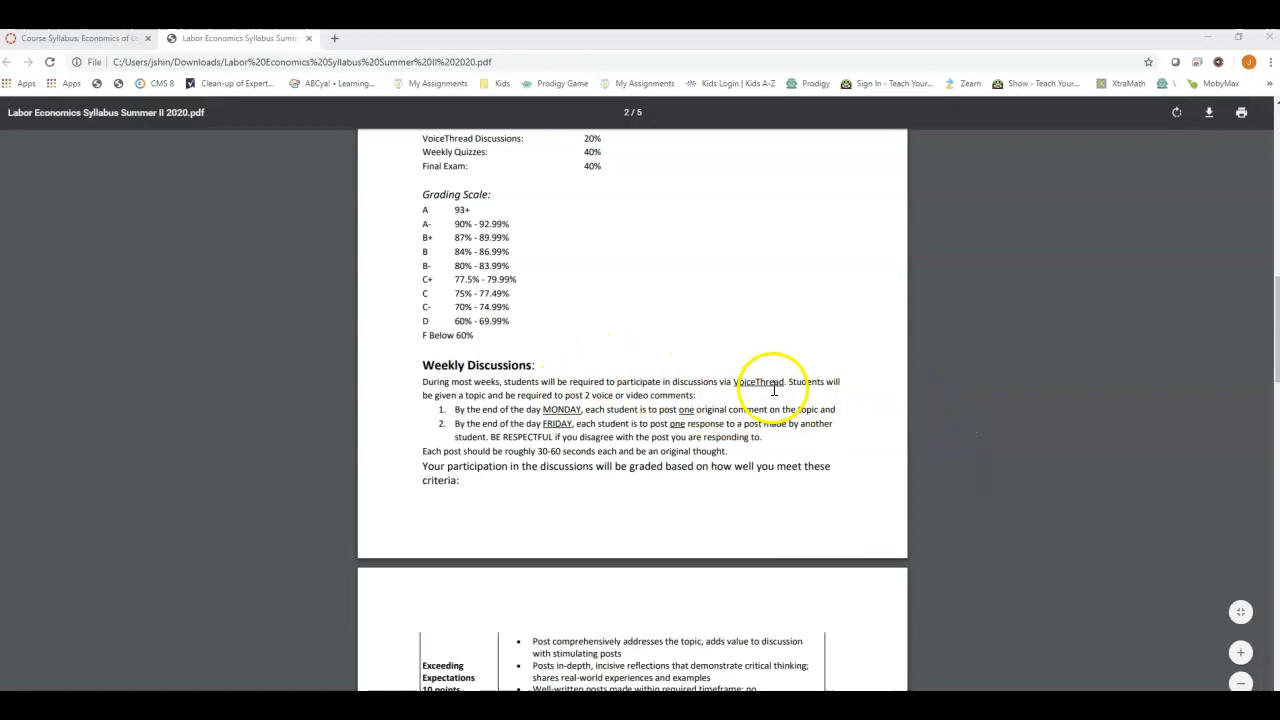 Course Syllabus: Economics of L
Labor Economics Syllabus Summ
File C:/Users/jshin/Downloads/Labor%20Economics%20Syllabus%20Summer%20II%202020.pdf
J
Apps Apps CMS 8 Clean-up of Expert... ABCya! • Learning... My Assignments Kids Prodigy Game My Assignments Kids Login | Kids A-Z Prodigy Sign In - Teach Your... Zearn Show - Teach Your... XtraMath MobyMax »
Labor Economics Syllabus Summer II 2020.pdf 2 / 5
VoiceThread Discussions: 20%
Weekly Quizzes: 40%
Final Exam: 40%
Grading Scale:
A 93+
A- 90% - 92.99%
B+ 87% - 89.99%
B 84% - 86.99%
B- 80% - 83.99%
C+ 77.5% - 79.99%
C 75% - 77.49%
C- 70% - 74.99%
D 60% - 69.99%
F Below 60%
Weekly Discussions:
During most weeks, students will be required to participate in discussions via VoiceThread. Students will
be given a topic and be required to post 2 voice or video comments:
1. By the end of the day MONDAY, each student is to post one original comment on the topic and
2. By the end of the day FRIDAY, each student is to post one response to a post made by another
student. BE RESPECTFUL if you disagree with the post you are responding to.
Each post should be roughly 30-60 seconds each and be an original thought.
Your participation in the discussions will be graded based on how well you meet these
criteria:
• Post comprehensively addresses the topic, adds value to discussion
with stimulating posts
Exceeding
Expectations
10 points
• Posts in-depth, incisive reflections that demonstrate critical thinking;
shares real-world experiences and examples
• Well-written posts made within required timeframe; no